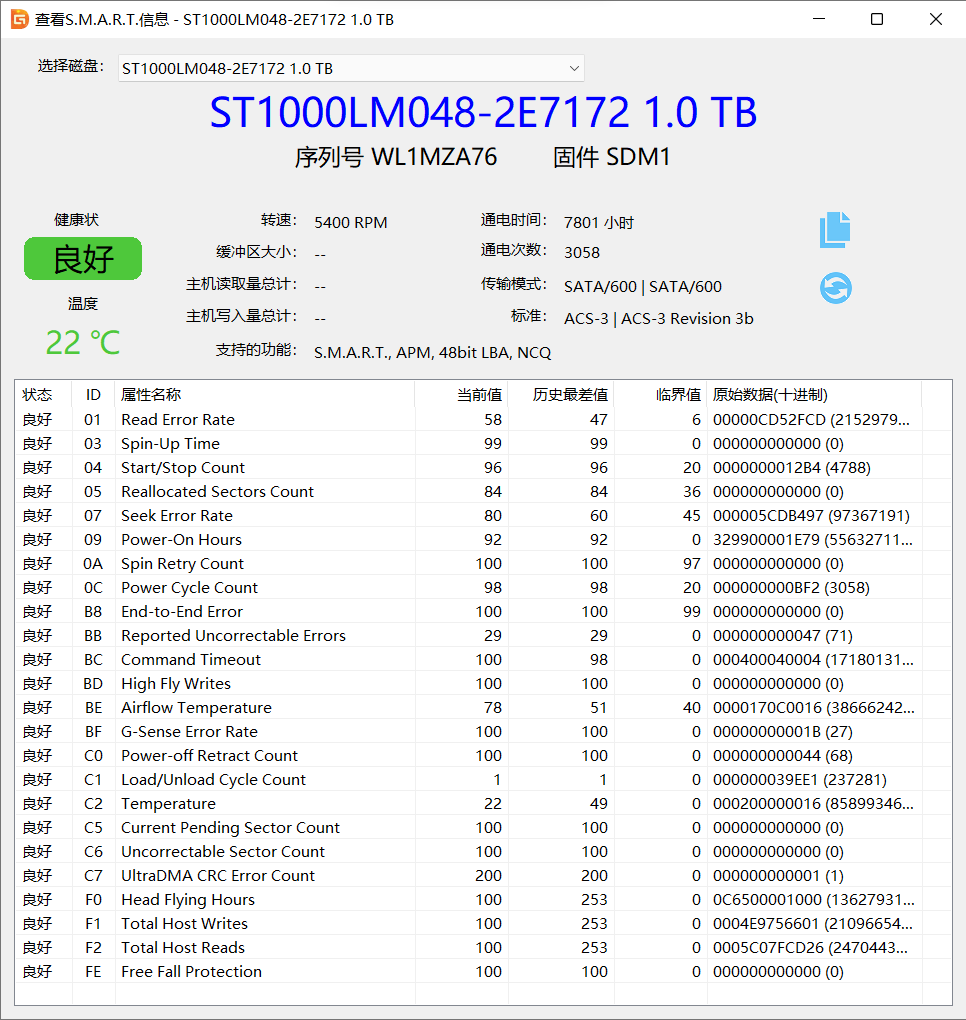 查看S.M.A.R.T.信息 - ST1000LM048-2E7172 1.0 TB
选择磁盘: ST1000LM048-2E7172 1.0 TB
ST1000LM048-2E7172 1.0 TB
序列号 WL1MZA76 固件 SDM1
健康状 转速: 5400 RPM 通电时间: 7801 小时
良好 缓冲区大小: -- 通电次数: 3058
主机读取量总计: -- 传输模式: SATA/600 | SATA/600
温度 主机写入量总计: -- 标准: ACS-3 | ACS-3 Revision 3b
22 ℃ 支持的功能: S.M.A.R.T., APM, 48bit LBA, NCQ
状态 ID 属性名称 当前值 历史最差值 临界值 原始数据(十进制)
良好 01 Read Error Rate 58 47 6 00000CD52FCD (2152979...
良好 03 Spin-Up Time 99 99 0 000000000000 (0)
良好 04 Start/Stop Count 96 96 20 0000000012B4 (4788)
良好 05 Reallocated Sectors Count 84 84 36 000000000000 (0)
良好 07 Seek Error Rate 80 60 45 000005CDB497 (97367191)
良好 09 Power-On Hours 92 92 0 329900001E79 (55632711...
良好 0A Spin Retry Count 100 100 97 000000000000 (0)
良好 0C Power Cycle Count 98 98 20 000000000BF2 (3058)
良好 B8 End-to-End Error 100 100 99 000000000000 (0)
良好 BB Reported Uncorrectable Errors 29 29 0 000000000047 (71)
良好 BC Command Timeout 100 98 0 000400040004 (17180131...
良好 BD High Fly Writes 100 100 0 000000000000 (0)
良好 BE Airflow Temperature 78 51 40 0000170C0016 (38666242...
良好 BF G-Sense Error Rate 100 100 0 00000000001B (27)
良好 C0 Power-off Retract Count 100 100 0 000000000044 (68)
良好 C1 Load/Unload Cycle Count 1 1 0 000000039EE1 (237281)
良好 C2 Temperature 22 49 0 000200000016 (85899346...
良好 C5 Current Pending Sector Count 100 100 0 000000000000 (0)
良好 C6 Uncorrectable Sector Count 100 100 0 000000000000 (0)
良好 C7 UltraDMA CRC Error Count 200 200 0 000000000001 (1)
良好 F0 Head Flying Hours 100 253 0 0C6500001000 (13627931...
良好 F1 Total Host Writes 100 253 0 0004E9756601 (21096654...
良好 F2 Total Host Reads 100 253 0 0005C07FCD26 (2470443...
良好 FE Free Fall Protection 100 100 0 000000000000 (0)